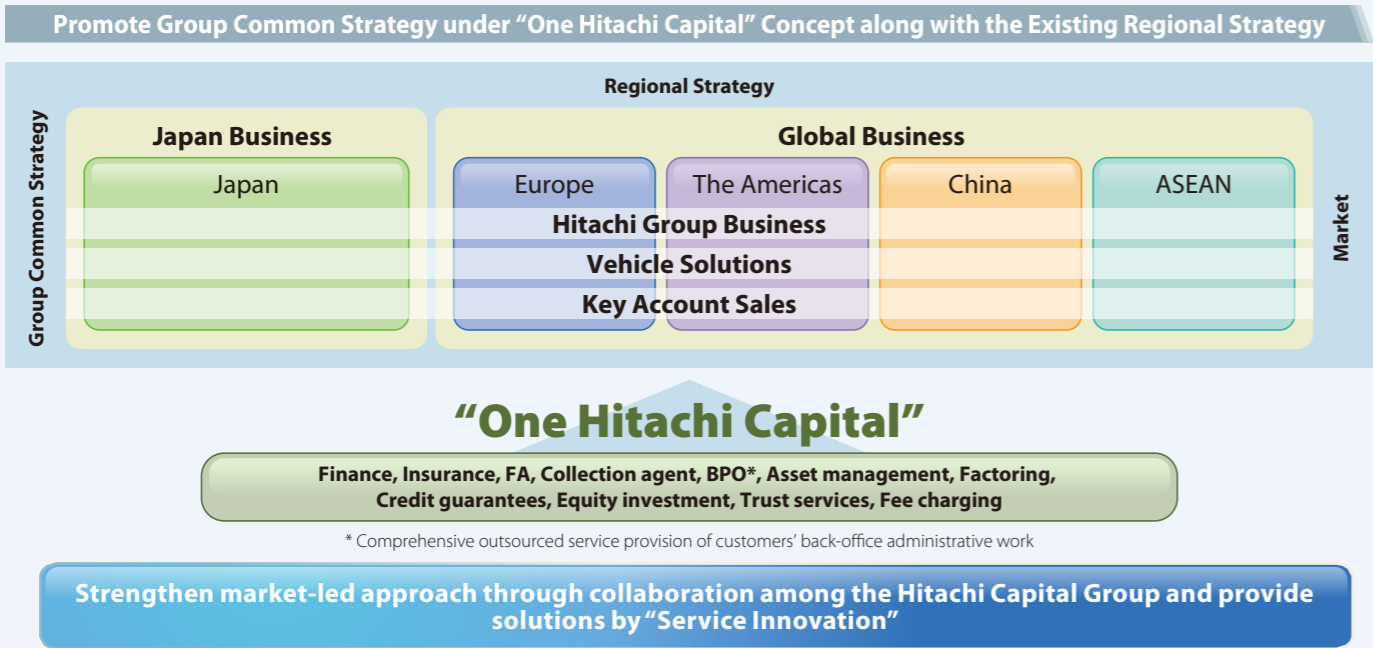 Promote Group Common Strategy under “One Hitachi Capital” Concept along with the Existing Regional Strategy
Regional Strategy
Group Common Strategy
Japan Business
Global Business
Japan
Europe
The Americas
China
ASEAN
Hitachi Group Business
Vehicle Solutions
Key Account Sales
Market
“One Hitachi Capital”
Finance, Insurance, FA, Collection agent, BPO*, Asset management, Factoring,
Credit guarantees, Equity investment, Trust services, Fee charging
* Comprehensive outsourced service provision of customers’ back-office administrative work
Strengthen market-led approach through collaboration among the Hitachi Capital Group and provide
solutions by “Service Innovation”